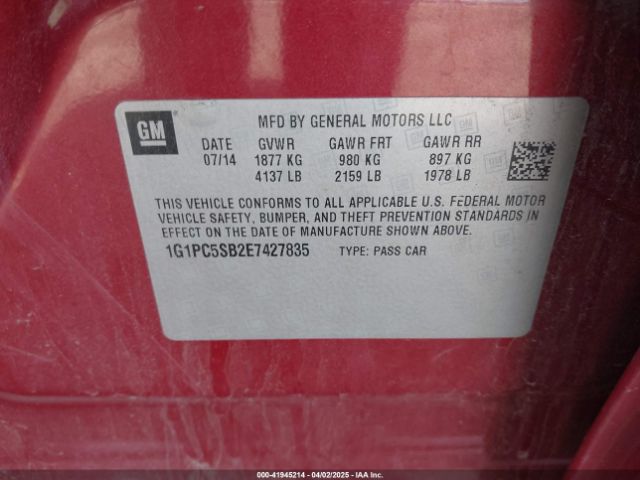 GM
MFD BY GENERAL MOTORS LLC
DATE GVWR GAWR FRT GAWR RR
07/14 1877 KG 980 KG 897 KG
4137 LB 2159 LB 1978 LB
THIS VEHICLE CONFORMS TO ALL APPLICABLE U.S. FEDERAL MOTOR
VEHICLE SAFETY, BUMPER, AND THEFT PREVENTION STANDARDS IN
EFFECT ON THE DATE OF MANUFACTURE SHOWN ABOVE.
1G1PC5SB2E7427835 TYPE: PASS CAR
000-41945214 04/02/2025 IAA Inc.